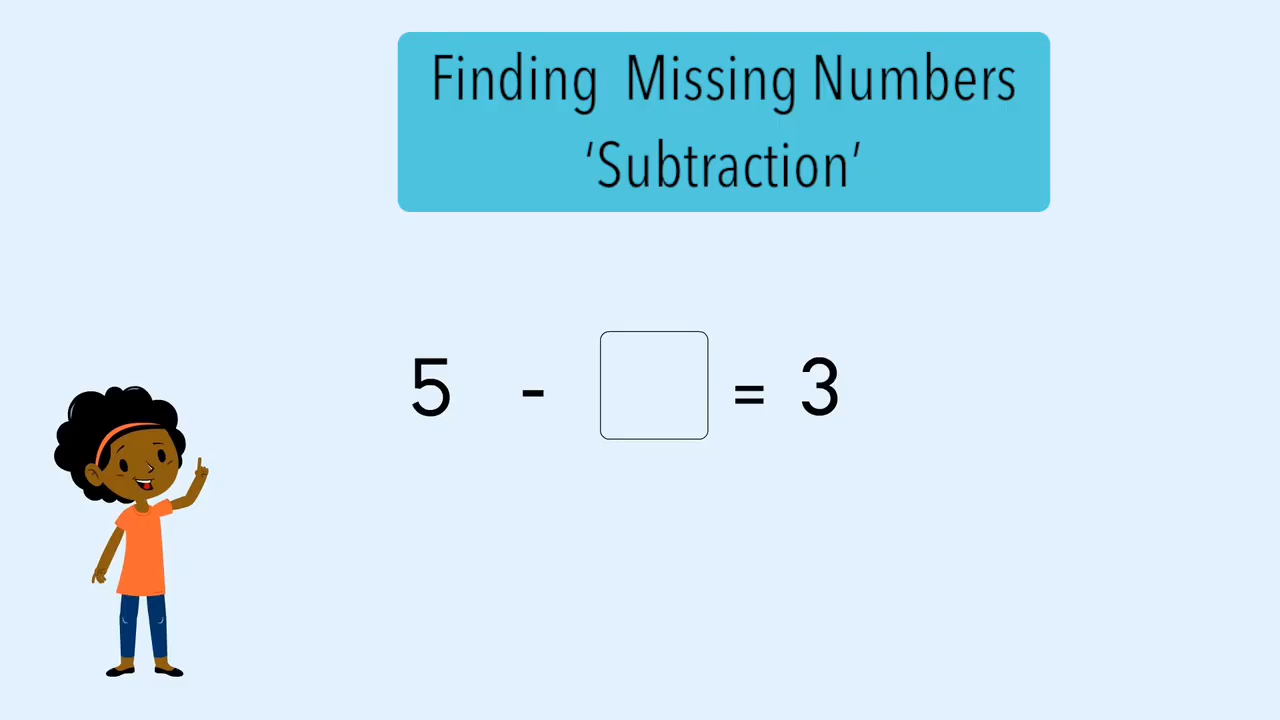 Finding Missing Numbers
‘Subtraction’
5 - = 3